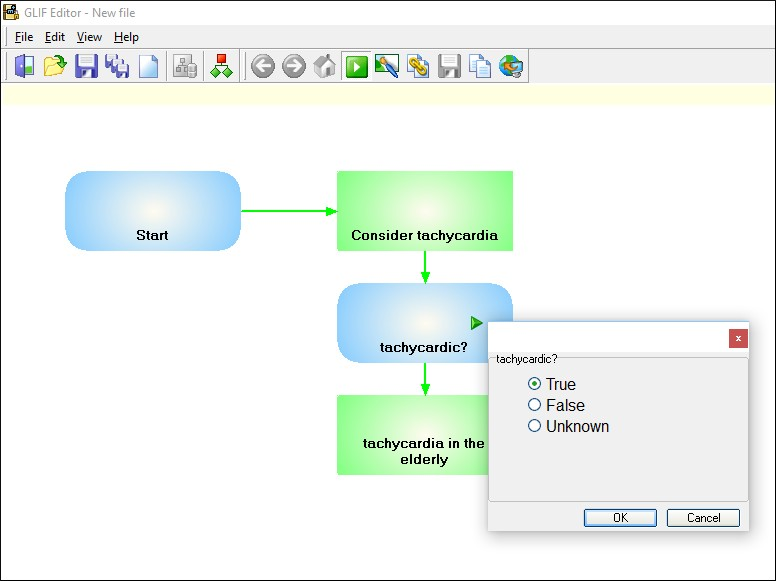 GLIF Editor - New file
File Edit View Help
Start
Consider tachycardia
tachycardic?
tachycardia in the
elderly
tachycardic?
True
False
Unknown
OK Cancel